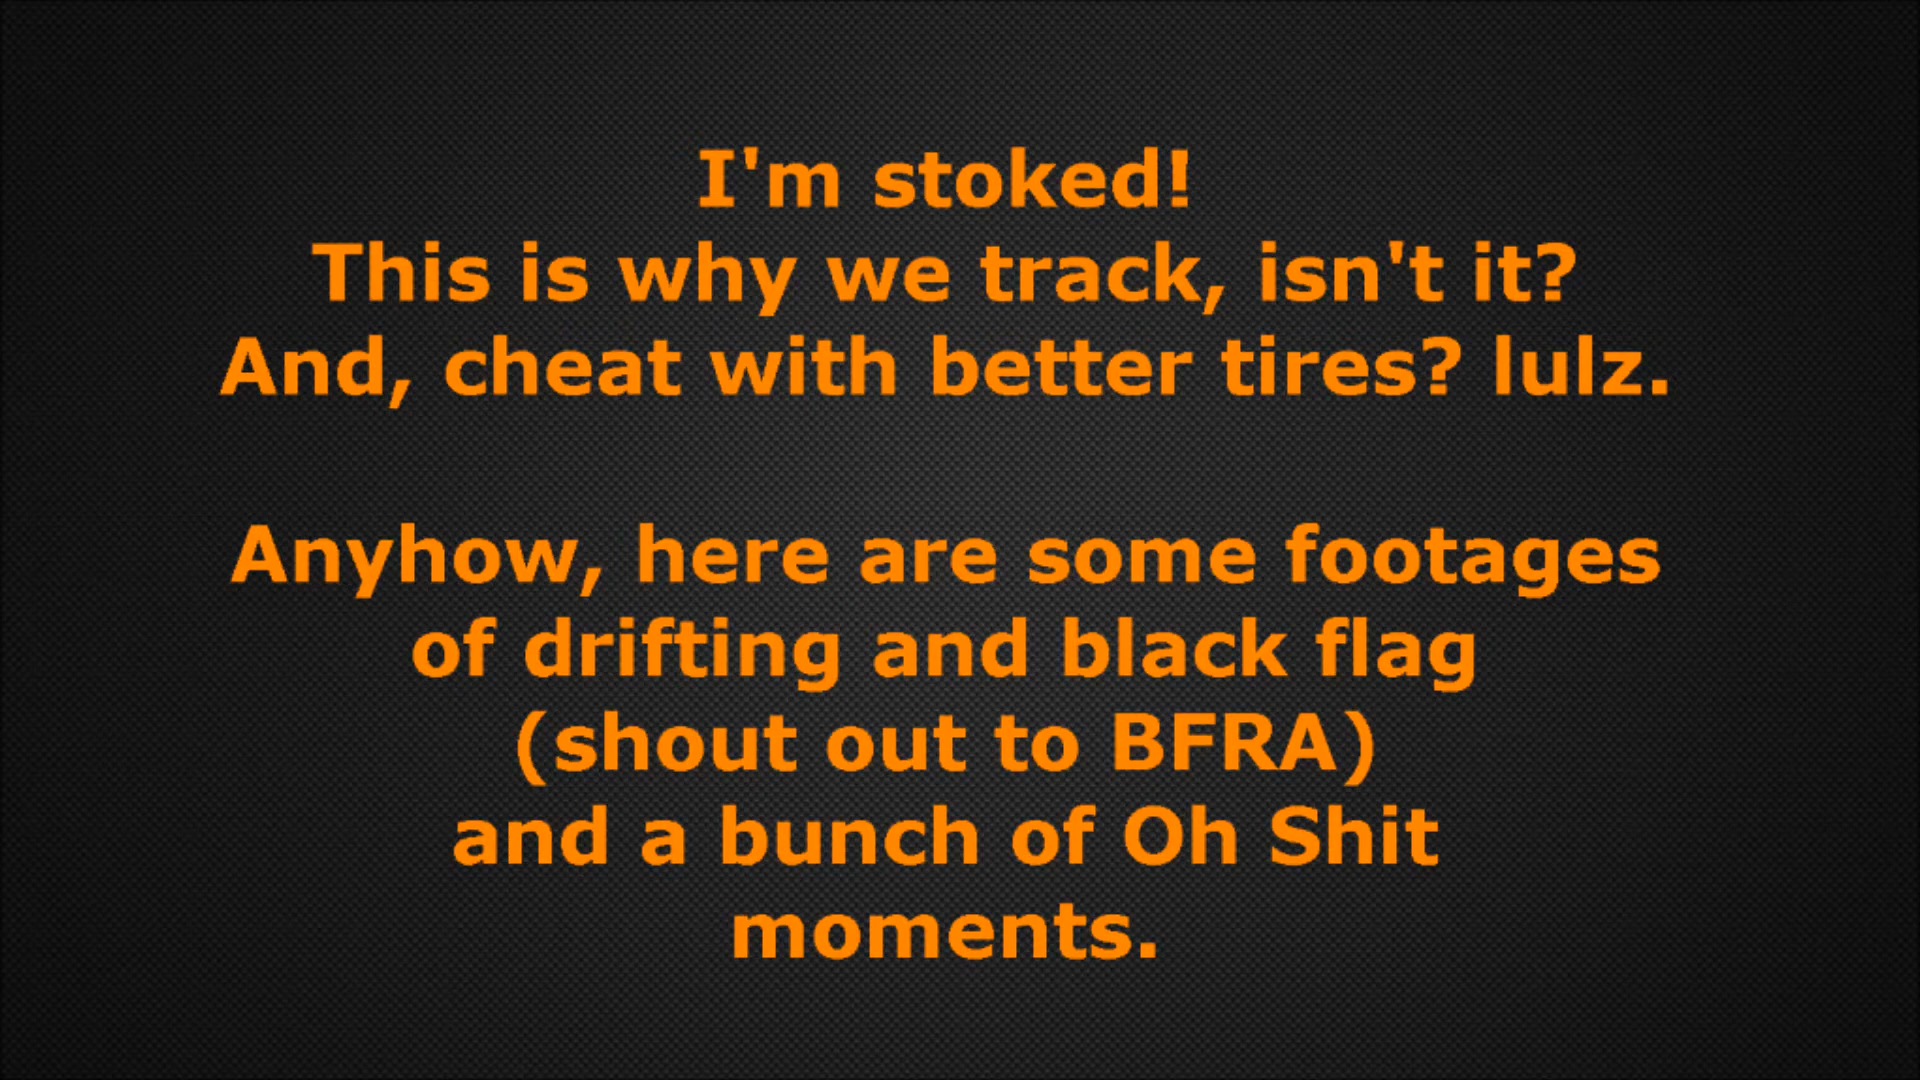 I'm stoked!
This is why we track, isn't it?
And, cheat with better tires? lulz.
Anyhow, here are some footages
of drifting and black flag
(shout out to BFRA)
and a bunch of Oh Shit
moments.